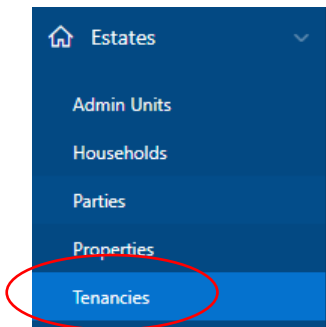 Estates
Admin Units
Households
Parties
Properties
Tenancies